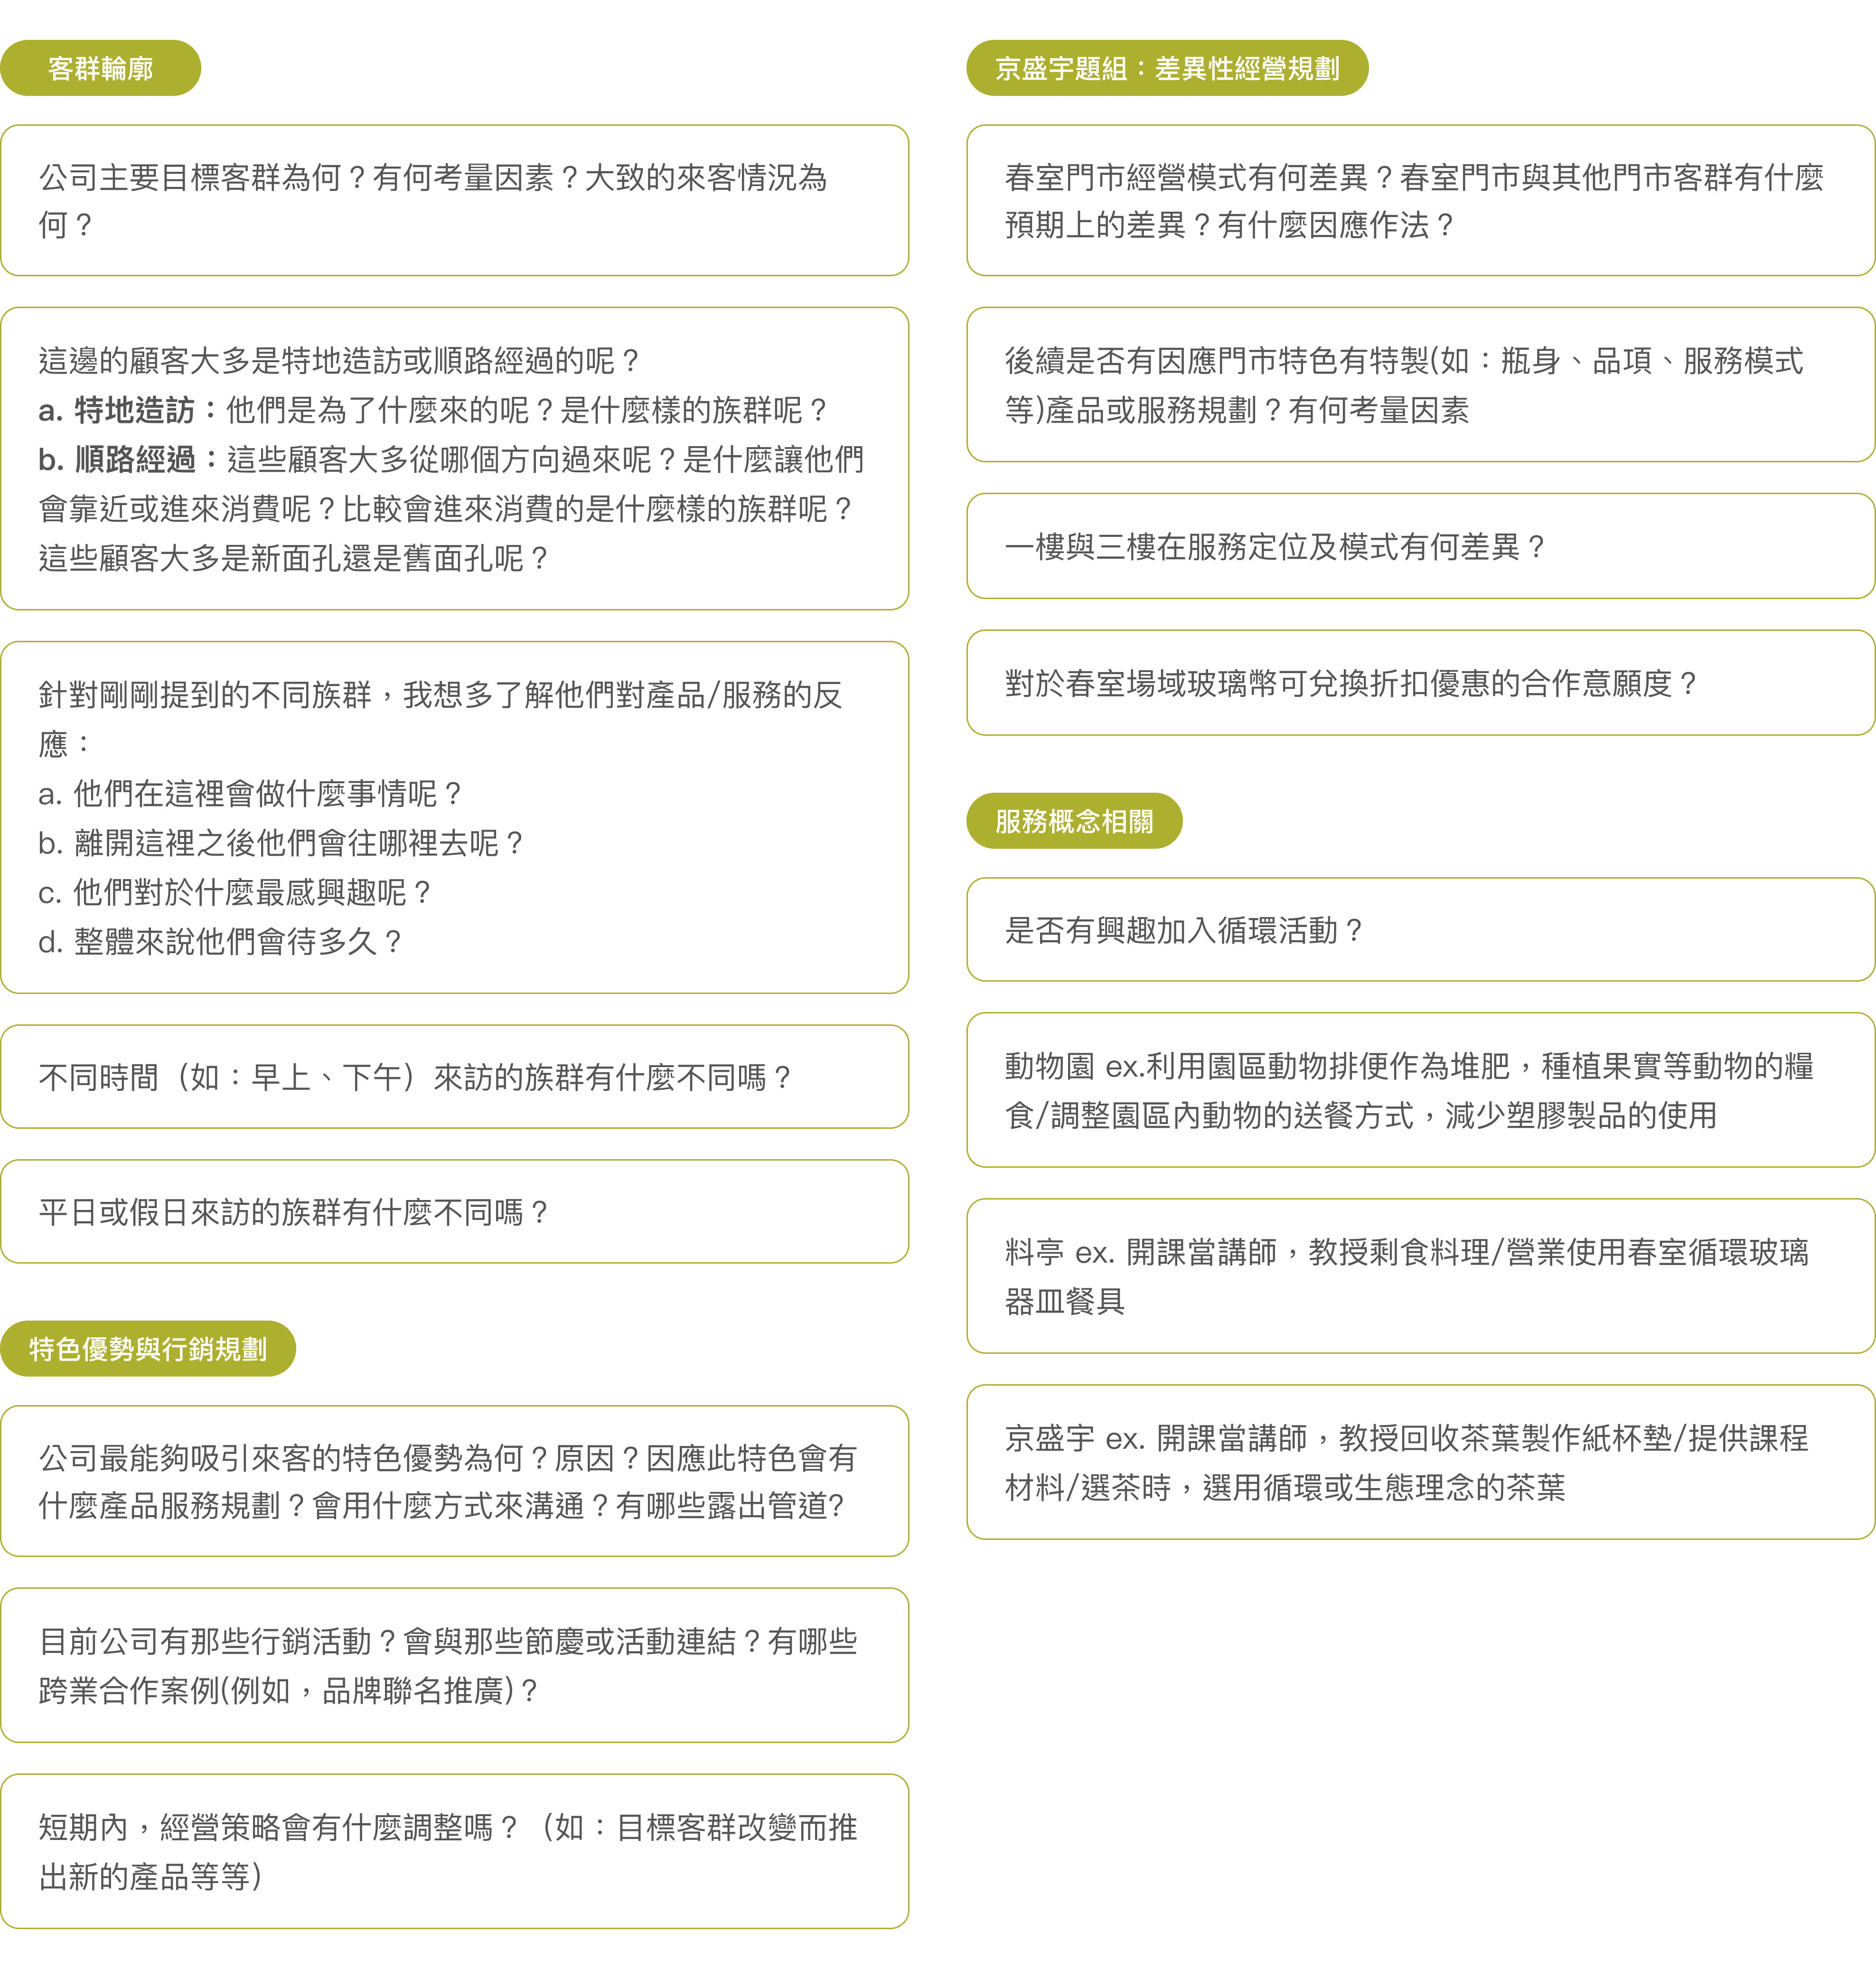 客群輪廓
公司主要目標客群為何？有何考量因素？大致的來客情況為
何？
這邊的顧客大多是特地造訪或順路經過的呢？
a. 特地造訪：他們是為了什麼來的呢？是什麼樣的族群呢？
b. 順路經過：這些顧客大多從哪個方向過來呢？是什麼讓他們
會靠近或進來消費呢？比較會進來消費的是什麼樣的族群呢？
這些顧客大多是新面孔還是舊面孔呢？
針對剛剛提到的不同族群，我想多了解他們對產品/服務的反
應：
a. 他們在這裡會做什麼事情呢？
b. 離開這裡之後他們會往哪裡去呢？
c. 他們對於什麼最感興趣呢？
d. 整體來說他們會待多久？
不同時間（如：早上、下午）來訪的族群有什麼不同嗎？
平日或假日來訪的族群有什麼不同嗎？
特色優勢與行銷規劃
公司最能夠吸引來客的特色優勢為何？原因？因應此特色會有
什麼產品服務規劃？會用什麼方式來溝通？有哪些露出管道?
目前公司有那些行銷活動？會與那些節慶或活動連結？有哪些
跨業合作案例(例如，品牌聯名推廣)？
短期內，經營策略會有什麼調整嗎？（如：目標客群改變而推
出新的產品等等）
京盛宇題組：差異性經營規劃
春室門市經營模式有何差異？春室門市與其他門市客群有什麼
預期上的差異？有什麼因應作法？
後續是否有因應門市特色有特製(如：瓶身、品項、服務模式
等)產品或服務規劃？有何考量因素
一樓與三樓在服務定位及模式有何差異？
對於春室場域玻璃幣可兌換折扣優惠的合作意願度？
服務概念相關
是否有興趣加入循環活動？
動物園 ex.利用園區動物排便作為堆肥，種植果實等動物的糧
食/調整園區內動物的送餐方式，減少塑膠製品的使用
料亭 ex. 開課當講師，教授剩食料理/營業使用春室循環玻璃
器皿餐具
京盛宇 ex. 開課當講師，教授回收茶葉製作紙杯墊/提供課程
材料/選茶時，選用循環或生態理念的茶葉